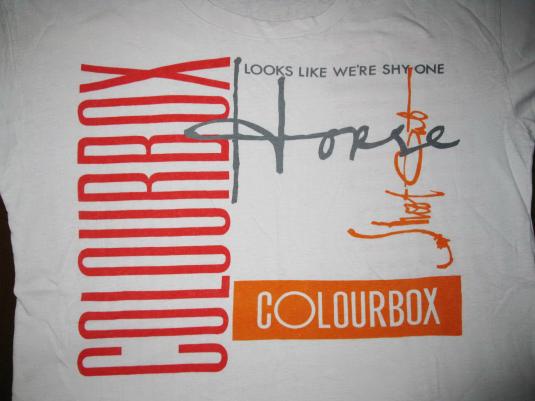 COLOURBOX
LOOKS LIKE WE'RE SHY ONE
Horse
Shoot Out
COLOURBOX